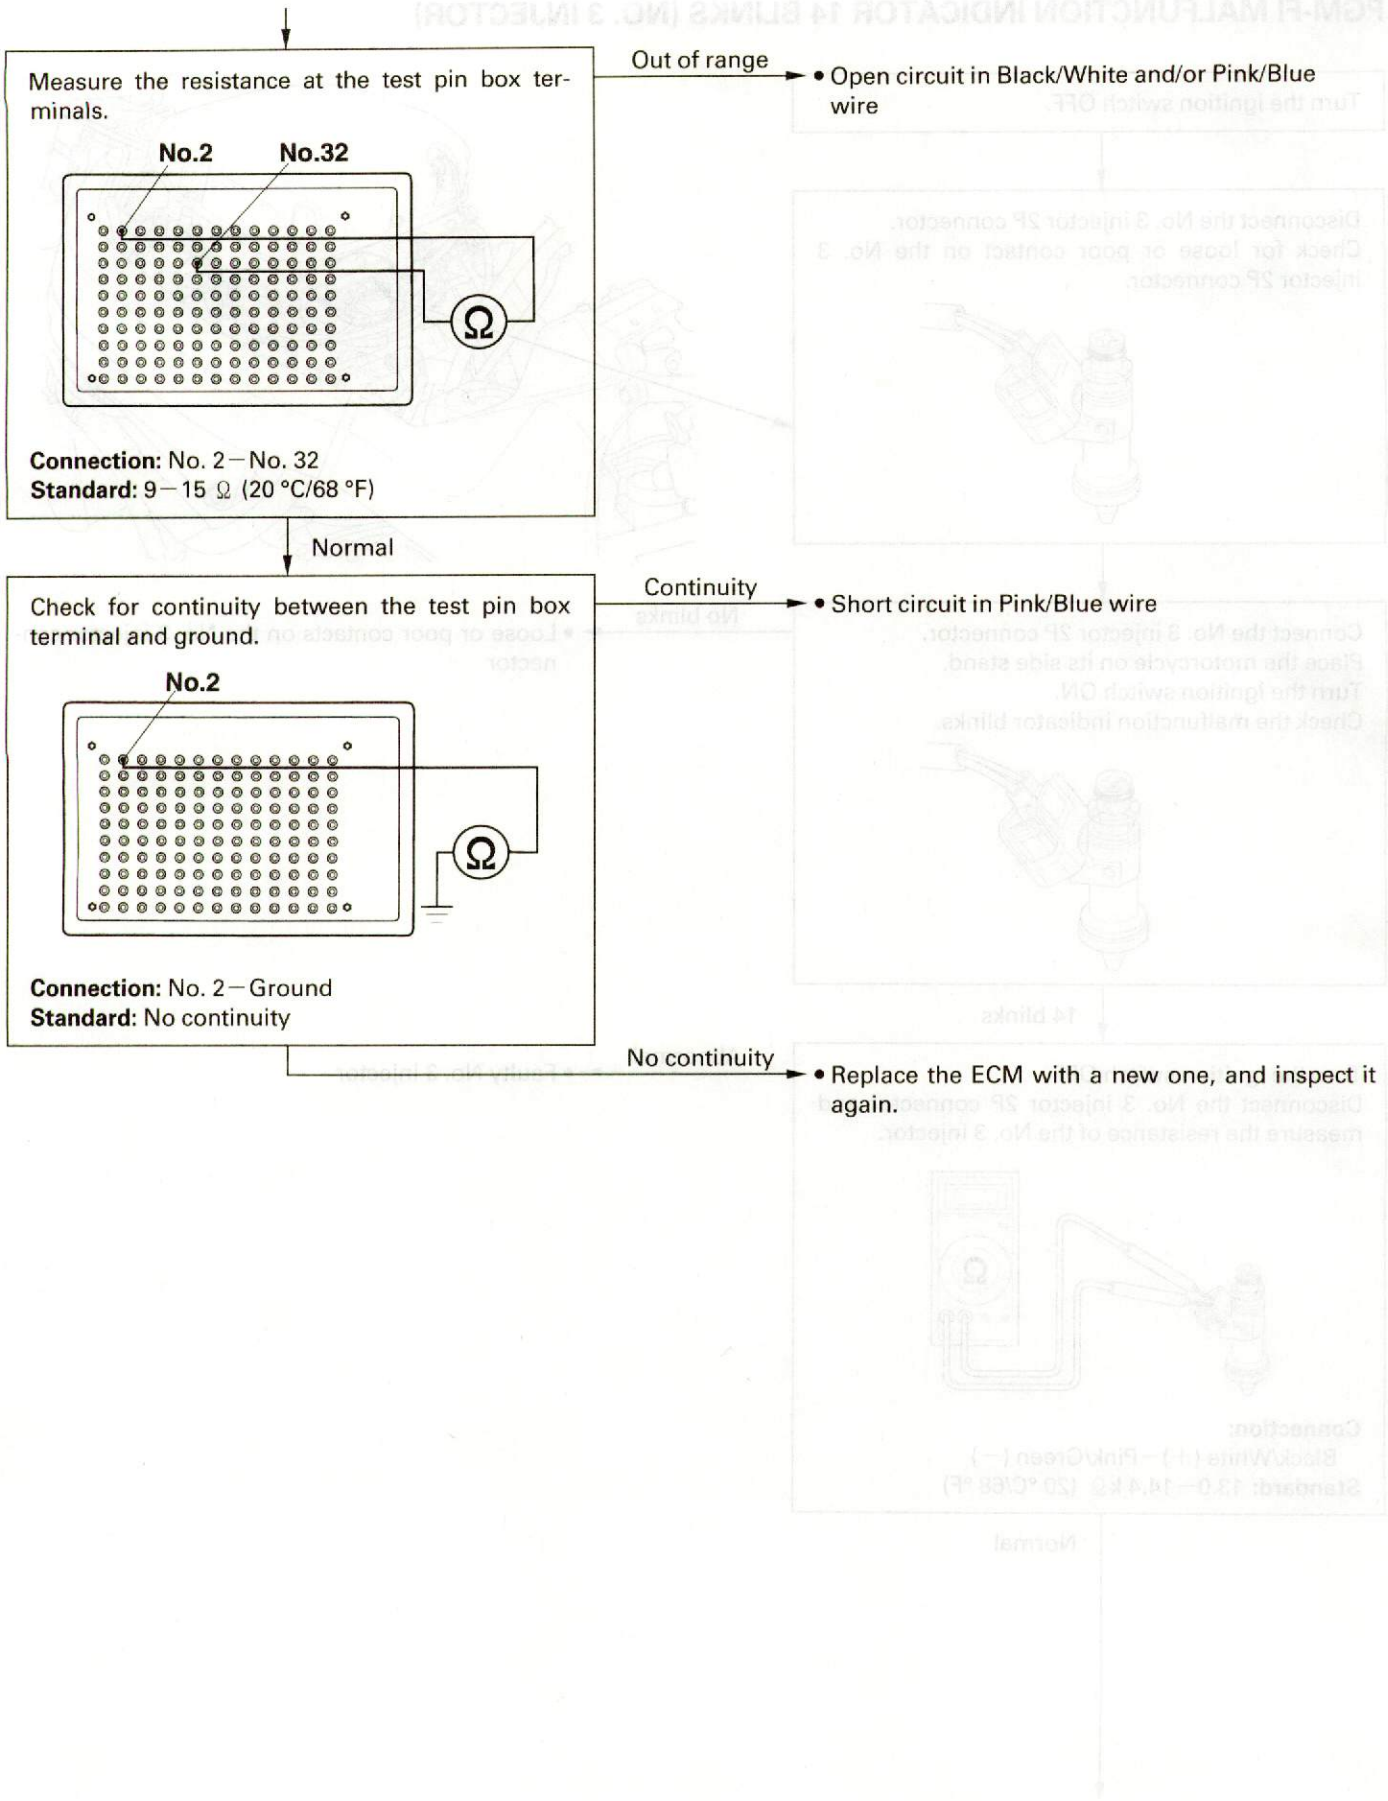 Measure the resistance at the test pin box ter-
minals.
No.2 No.32
Ω
Connection: No. 2—No. 32
Standard: 9—15 Ω (20 °C/68 °F)
Out of range
• Open circuit in Black/White and/or Pink/Blue
wire
Normal
Check for continuity between the test pin box
terminal and ground.
No.2
Ω
Connection: No. 2—Ground
Standard: No continuity
Continuity
• Short circuit in Pink/Blue wire
No continuity
• Replace the ECM with a new one, and inspect it
again.